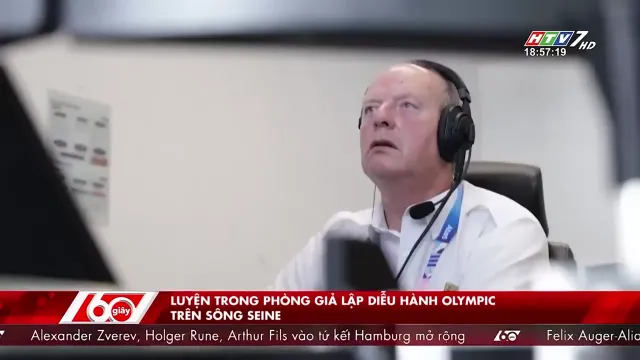 HTV7 HD
18:57:19
60 giây
LUYỆN TRONG PHÒNG GIẢ LẬP DIỄU HÀNH OLYMPIC
TRÊN SÔNG SEINE
Alexander Zverev, Holger Rune, Arthur Fils vào tứ kết Hamburg mở rộng
60
Felix Auger-Alia